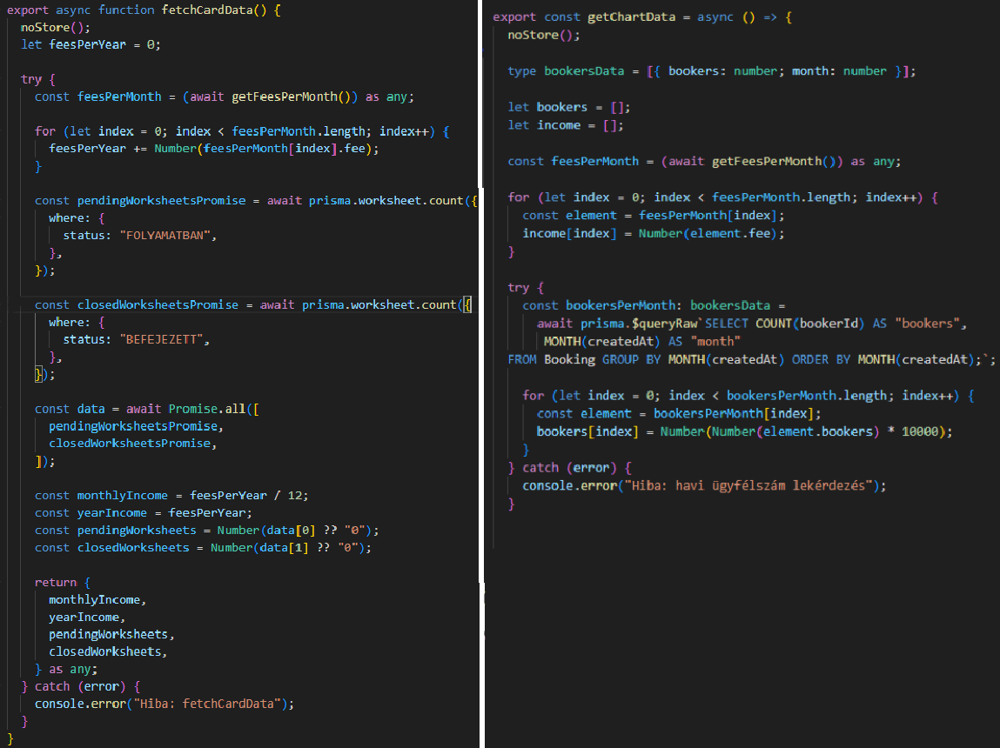 export async function fetchCardData() {
  noStore();
  let feesPerYear = 0;

  try {
    const feesPerMonth = (await getFeesPerMonth()) as any;

    for (let index = 0; index < feesPerMonth.length; index++) {
      feesPerYear += Number(feesPerMonth[index].fee);
    }

    const pendingWorksheetsPromise = await prisma.worksheet.count({
      where: {
        status: "FOLYAMATBAN",
      },
    });

    const closedWorksheetsPromise = await prisma.worksheet.count({
      where: {
        status: "BEFEJEZETT",
      },
    });

    const data = await Promise.all([
      pendingWorksheetsPromise,
      closedWorksheetsPromise,
    ]);

    const monthlyIncome = feesPerYear / 12;
    const yearIncome = feesPerYear;
    const pendingWorksheets = Number(data[0] ?? "0");
    const closedWorksheets = Number(data[1] ?? "0");

    return {
      monthlyIncome,
      yearIncome,
      pendingWorksheets,
      closedWorksheets,
    } as any;
  } catch (error) {
    console.error("Hiba: fetchCardData");
  }
}
export const getChartData = async () => {
  noStore();

  type bookersData = [{ bookers: number; month: number }];

  let bookers = [];
  let income = [];

  const feesPerMonth = (await getFeesPerMonth()) as any;

  for (let index = 0; index < feesPerMonth.length; index++) {
    const element = feesPerMonth[index];
    income[index] = Number(element.fee);
  }

  try {
    const bookersPerMonth: bookersData =
      await prisma.$queryRaw`SELECT COUNT(bookerId) AS "bookers",
       MONTH(createdAt) AS "month"
  FROM Booking GROUP BY MONTH(createdAt) ORDER BY MONTH(createdAt);`;

    for (let index = 0; index < bookersPerMonth.length; index++) {
      const element = bookersPerMonth[index];
      bookers[index] = Number(Number(element.bookers) * 10000);
    }
  } catch (error) {
    console.error("Hiba: havi ügyfélszám lekérdezés");
  }